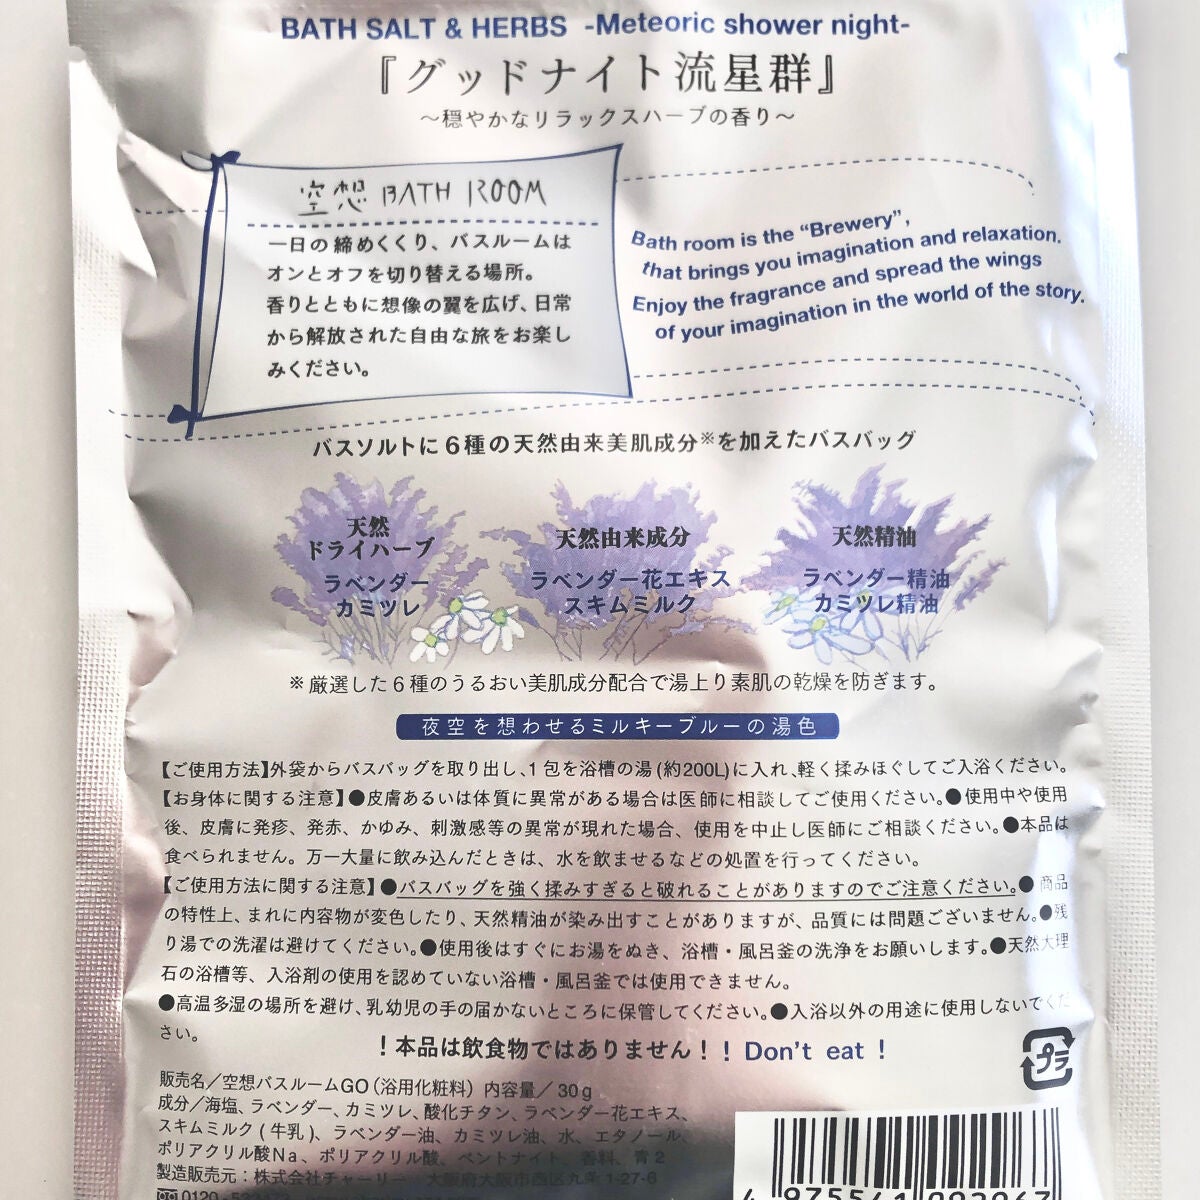 BATH SALT & HERBS -Meteoric shower night-
『グッドナイト流星群』
〜穏やかなリラックスハーブの香り〜
空想 BATH ROOM
一日の締めくくり、バスルームは
オンとオフを切り替える場所。
香りとともに想像の翼を広げ、日常
から解放された自由な旅をお楽し
みください。
Bath room is the “Brewery”,
that brings you imagination and relaxation.
Enjoy the fragrance and spread the wings
of your imagination in the world of the story.
バスソルトに6種の天然由来美肌成分※を加えたバスバッグ
天然
ドライハーブ
ラベンダー
カミツレ
天然由来成分
ラベンダー花エキス
スキムミルク
天然精油
ラベンダー精油
カミツレ精油
※厳選した6種のうるおい美肌成分配合で湯上り素肌の乾燥を防ぎます。
夜空を想わせるミルキーブルーの湯色
【ご使用方法】外袋からバスバッグを取り出し、1包を浴槽の湯(約200L)に入れ、軽く揉みほぐしてご入浴ください。
【お身体に関する注意】●皮膚あるいは体質に異常がある場合は医師に相談してご使用ください。●使用中や使用
後、皮膚に発疹、発赤、かゆみ、刺激感等の異常が現れた場合、使用を中止し医師にご相談ください。●本品は
食べられません。万一大量に飲み込んだときは、水を飲ませるなどの処置を行ってください。
【ご使用方法に関する注意】●バスバッグを強く揉みすぎると破れることがありますのでご注意ください。●商品
の特性上、まれに内容物が変色したり、天然精油が染み出すことがありますが、品質には問題ございません。●残
り湯での洗濯は避けてください。●使用後はすぐにお湯をぬき、浴槽・風呂釜の洗浄をお願いします。●天然大理
石の浴槽等、入浴剤の使用を認めていない浴槽・風呂釜では使用できません。
●高温多湿の場所を避け、乳幼児の手の届かないところに保管してください。●入浴以外の用途に使用しないでくだ
さい。
！本品は飲食物ではありません！！Don't eat！
プラ
販売名／空想バスルームGO（浴用化粧料）内容量／30g
成分／海塩、ラベンダー、カミツレ、酸化チタン、ラベンダー花エキス、
スキムミルク(牛乳)、ラベンダー油、カミツレ油、水、エタノール、
ポリアクリル酸Na、ポリアクリル酸、ベントナイト、香料、青2
製造販売元：株式会社チャーリー 大阪府大阪市西区九条1-27-6
0120-